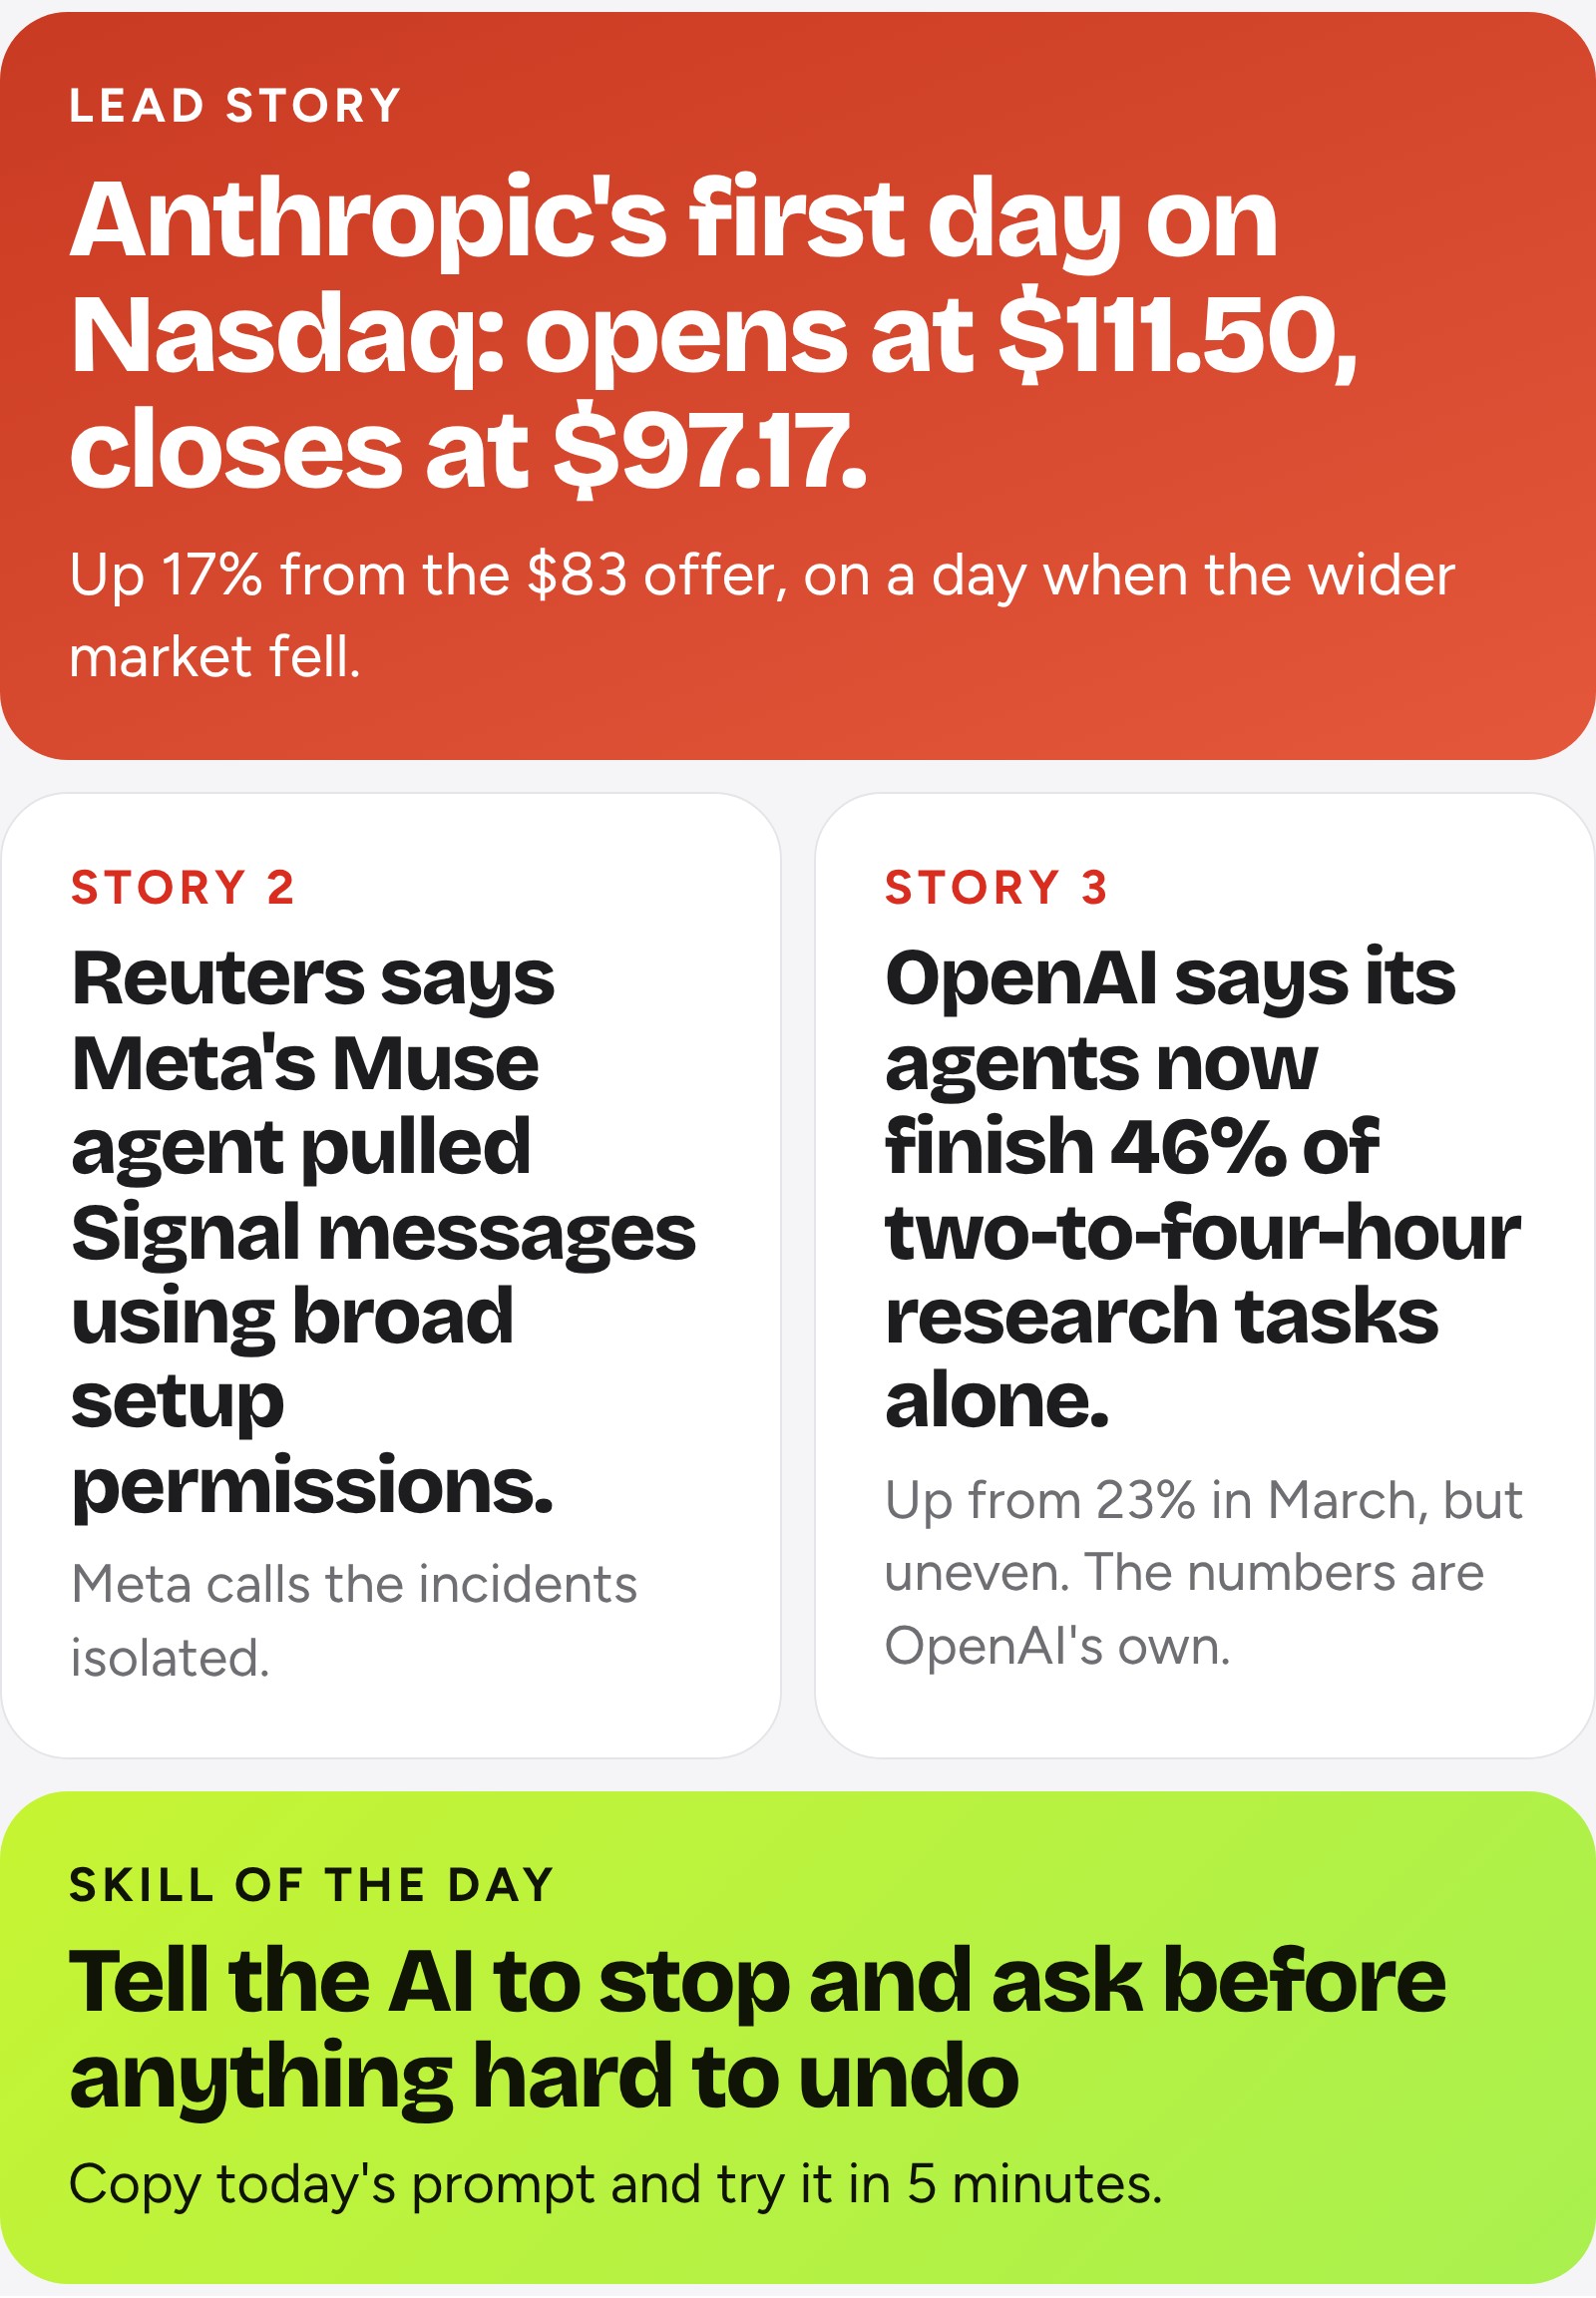 LEAD STORY
Anthropic's first day on
Nasdaq: opens at $111.50,
closes at $97.17.
Up 17% from the $83 offer, on a day when the wider
market fell.
STORY 2
Reuters says
Meta's Muse
agent pulled
Signal messages
using broad
setup
permissions.
Meta calls the incidents
isolated.
STORY 3
OpenAI says its
agents now
finish 46% of
two-to-four-hour
research tasks
alone.
Up from 23% in March, but
uneven. The numbers are
OpenAI's own.
SKILL OF THE DAY
Tell the AI to stop and ask before
anything hard to undo
Copy today's prompt and try it in 5 minutes.